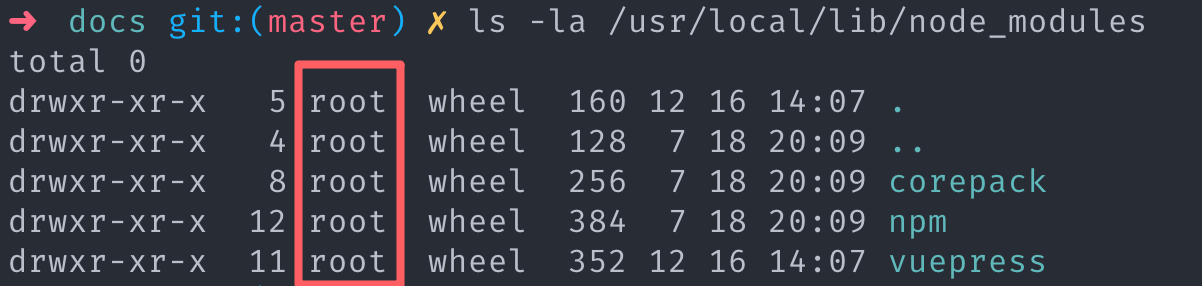 ➜ docs git:(master) ✗ ls -la /usr/local/lib/node_modules
total 0
drwxr-xr-x   5 root  wheel  160 12 16 14:07 .
drwxr-xr-x   4 root  wheel  128  7 18 20:09 ..
drwxr-xr-x   8 root  wheel  256  7 18 20:09 corepack
drwxr-xr-x  12 root  wheel  384  7 18 20:09 npm
drwxr-xr-x  11 root  wheel  352 12 16 14:07 vuepress